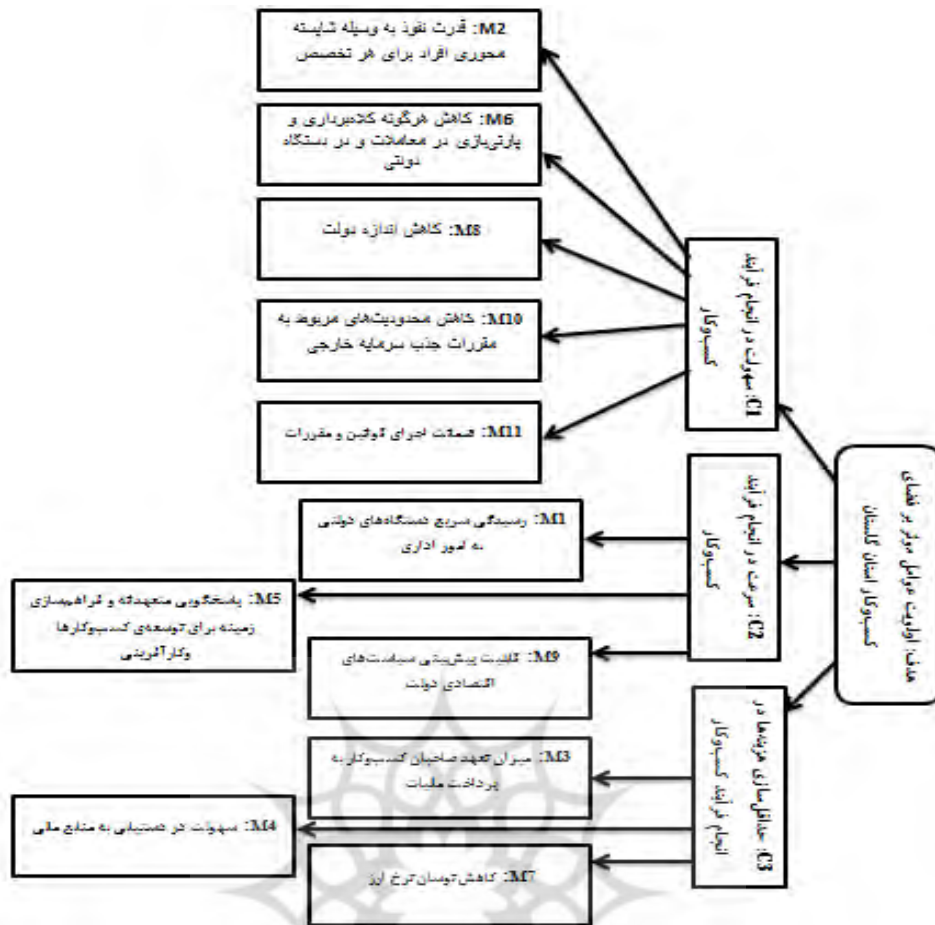 هدف: اولویت عوامل موثر بر فضای
کسب‌وکار استان گلستان
C1: سهولت در انجام فرآیند
کسب‌وکار
M2: قدرت نفوذ به وسیله شایسته
محوری افراد برای هر تخصص
M6: کاهش هرگونه کلاه‌برداری و
پارتی‌بازی در معاملات و در دستگاه
دولتی
M8: کاهش اندازه دولت
M10: کاهش محدودیت‌های مربوط به
مقررات جذب سرمایه خارجی
M11: ضمانت اجرای قوانین و مقررات
C2: سرعت در انجام فرآیند
کسب‌وکار
M1: رسیدگی سریع دستگاه‌های دولتی
به امور اداری
M5: پاسخگویی متعهدانه و فراهم‌سازی
زمینه برای توسعه‌ی کسب‌وکارها
وکارآفرینی
M9: قابلیت پیش‌بینی سیاست‌های
اقتصادی دولت
C3: حداقل‌سازی هزینه‌ها در
انجام فرآیند کسب‌وکار
M3: میزان تعهد صاحبان کسب‌وکار به
پرداخت مالیات
M4: سهولت در دستیابی به منابع مالی
M7: کاهش نوسان نرخ ارز